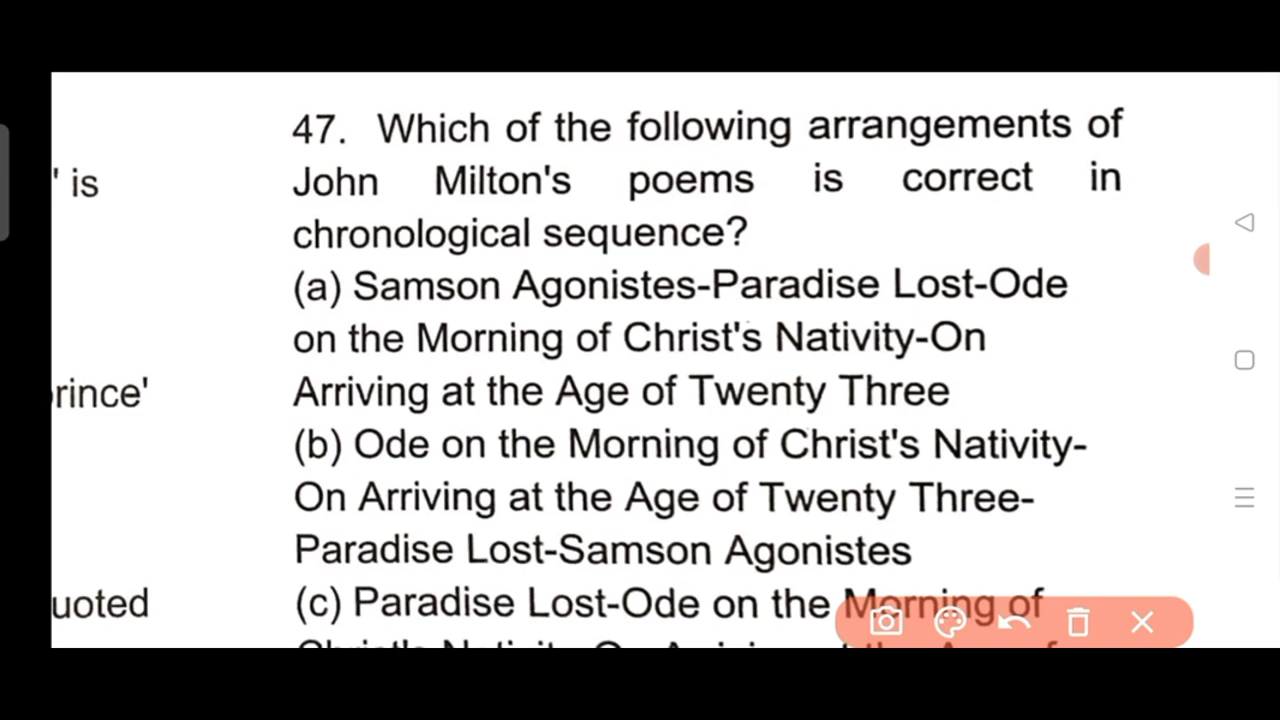 ' is
rince'
uoted
47. Which of the following arrangements of
John Milton's poems is correct in
chronological sequence?
(a) Samson Agonistes-Paradise Lost-Ode
on the Morning of Christ's Nativity-On
Arriving at the Age of Twenty Three
(b) Ode on the Morning of Christ's Nativity-
On Arriving at the Age of Twenty Three-
Paradise Lost-Samson Agonistes
(c) Paradise Lost-Ode on the Morning of